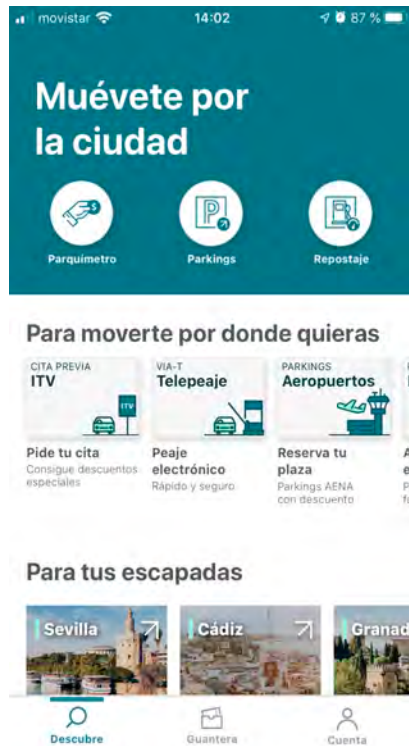 movistar 14:02 87 %
Muévete por
la ciudad
Parquímetro Parkings Repostaje
Para moverte por donde quieras
CITA PREVIA
ITV
ITV
VIA-T
Telepeaje
PARKINGS
Aeropuertos
Pide tu cita
Consigue descuentos
especiales
Peaje
electrónico
Rápido y seguro
Reserva tu
plaza
Parkings AENA
con descuento
Para tus escapadas
Sevilla Cádiz Granad
Descubre Guantera Cuenta